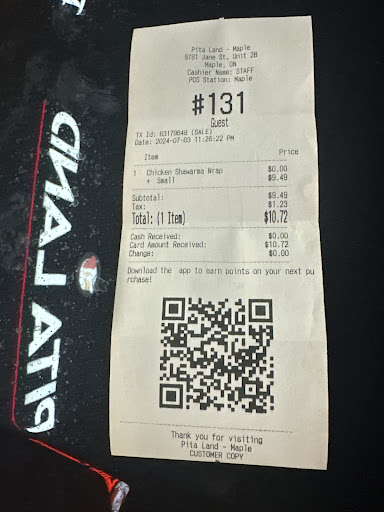 Pita Land - Maple
9781 Jane St, Unit 2B
Maple, ON
Cashier Name: STAFF
POS Station: Maple
#131
Guest
TX Id: 83179649 (SALE)
Date: 2024-07-03 11:26:22 PM
Item Price
1 Chicken Shawarma Wrap $0.00
+ Small $9.49
Subtotal: $9.49
Tax: $1.23
Total: (1 Item) $10.72
Cash Received: $0.00
Card Amount Received: $10.72
Change: $0.00
Download the app to earn points on your next pu
rchase!
Thank you for visiting
Pita Land - Maple
CUSTOMER COPY
PITA LAND